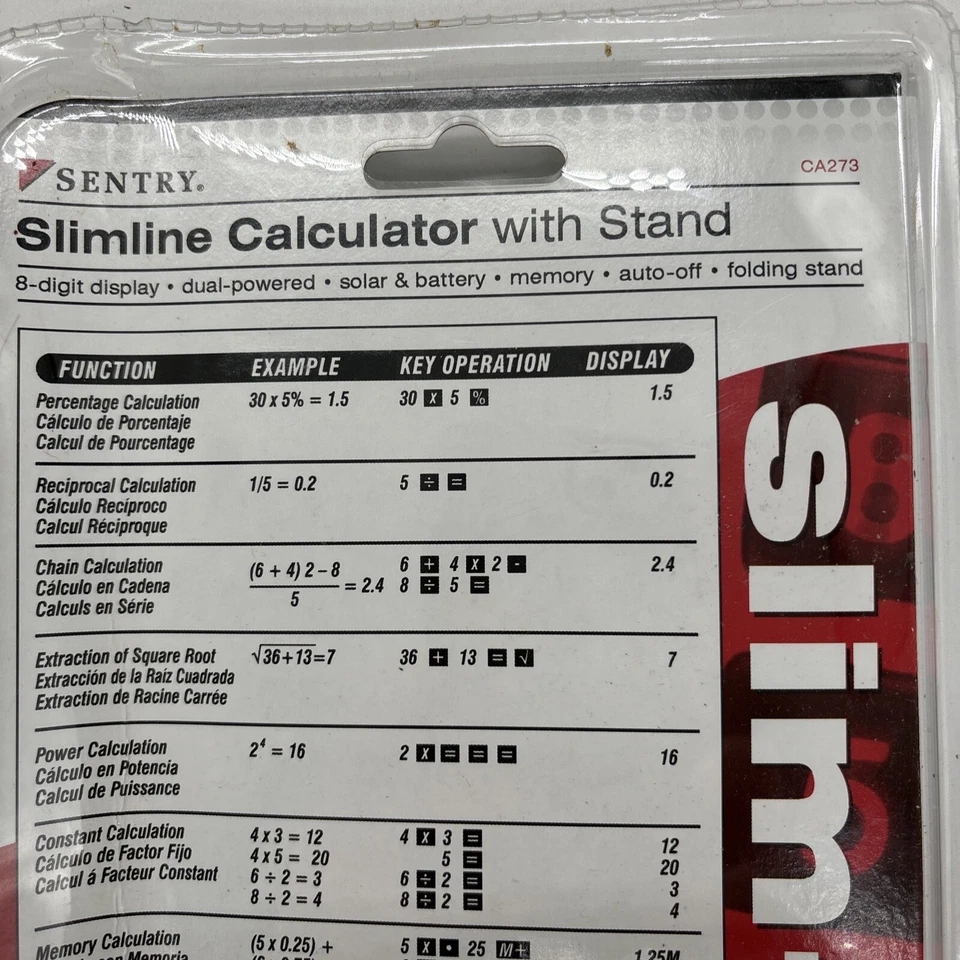 SENTRY®
CA273
Slimline Calculator with Stand
8-digit display • dual-powered • solar & battery • memory • auto-off • folding stand
FUNCTION EXAMPLE KEY OPERATION DISPLAY
Percentage Calculation 30 x 5% = 1.5 30 x 5 % 1.5
Cálculo de Porcentaje
Calcul de Pourcentage
Reciprocal Calculation 1/5 = 0.2 5 ÷ = 0.2
Cálculo Recíproco
Calcul Réciproque
Chain Calculation (6 + 4) 2 – 8 6 + 4 x 2 - 2.4
Cálculo en Cadena = 2.4 8 ÷ 5 =
Calculs en Série 5
Extraction of Square Root √36+13=7 36 + 13 = √ 7
Extracción de la Raíz Cuadrada
Extraction de Racine Carrée
Power Calculation 2⁴ = 16 2 x = = = 16
Cálculo en Potencia
Calcul de Puissance
Constant Calculation 4 x 3 = 12 4 x 3 = 12
Cálculo de Factor Fijo 4 x 5 = 20 5 = 20
Calcul á Facteur Constant 6 ÷ 2 = 3 6 ÷ 2 = 3
8 ÷ 2 = 4 8 ÷ 2 = 4
Memory Calculation (5 x 0.25) + 5 x • 25 M+ 1.25M
slim